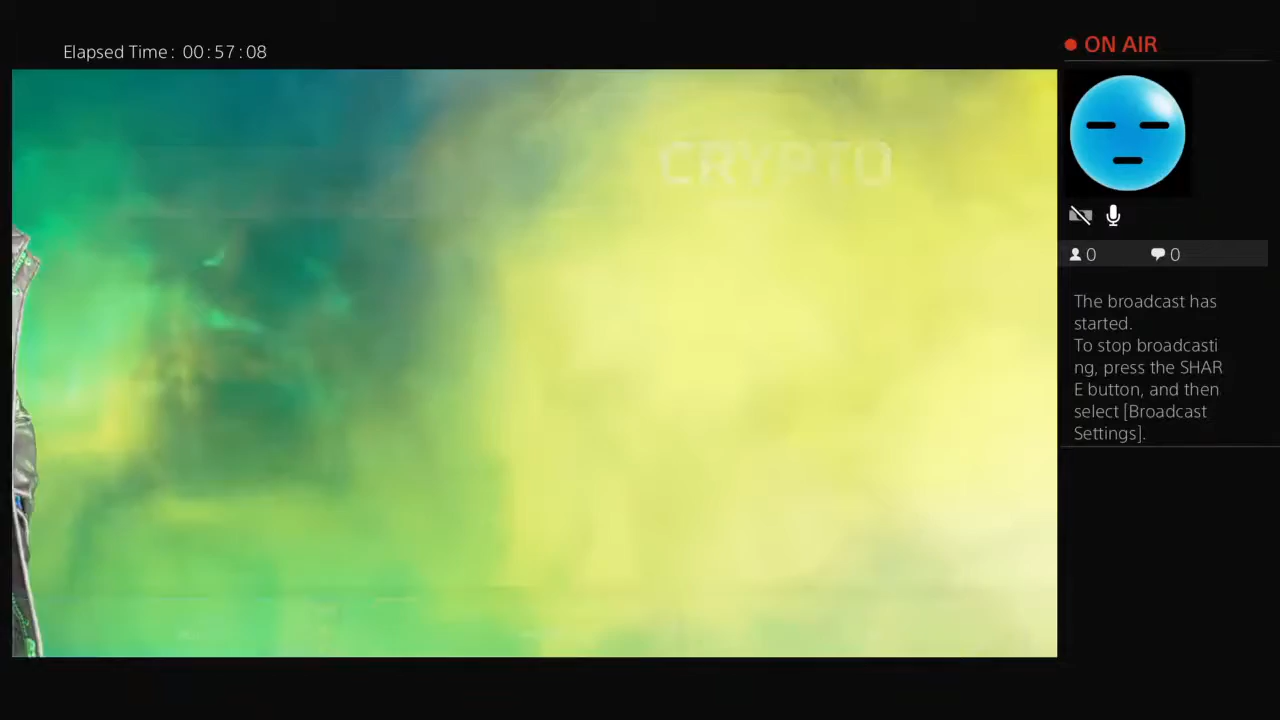 Elapsed Time: 00:57:08
ON AIR
CRYPTO
0
0
The broadcast has
started.
To stop broadcasti
ng, press the SHAR
E button, and then
select [Broadcast
Settings].